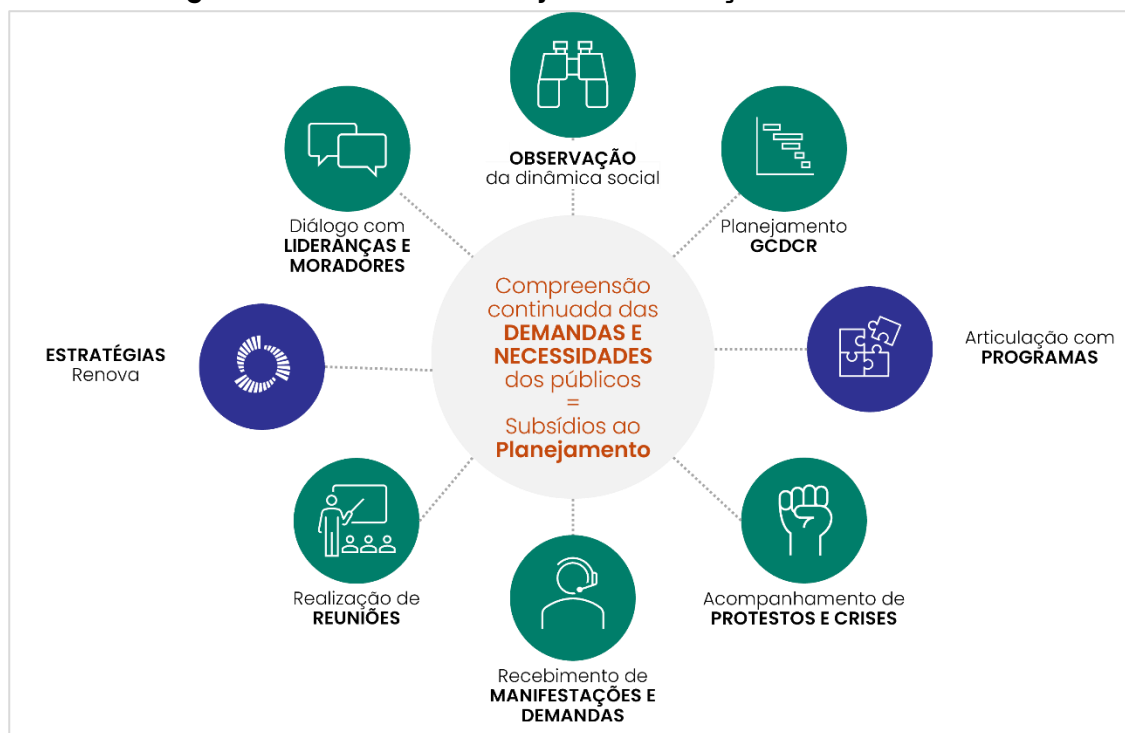 OBSERVAÇÃO
da dinâmica social
Planejamento
GCDCR
Diálogo com
LIDERANÇAS E
MORADORES
Compreensão
continuada das
DEMANDAS E
NECESSIDADES
dos públicos
=
Subsídios ao
Planejamento
ESTRATÉGIAS
Renova
Articulação com
PROGRAMAS
Realização de
REUNIÕES
Acompanhamento de
PROTESTOS E CRISES
Recebimento de
MANIFESTAÇÕES E
DEMANDAS